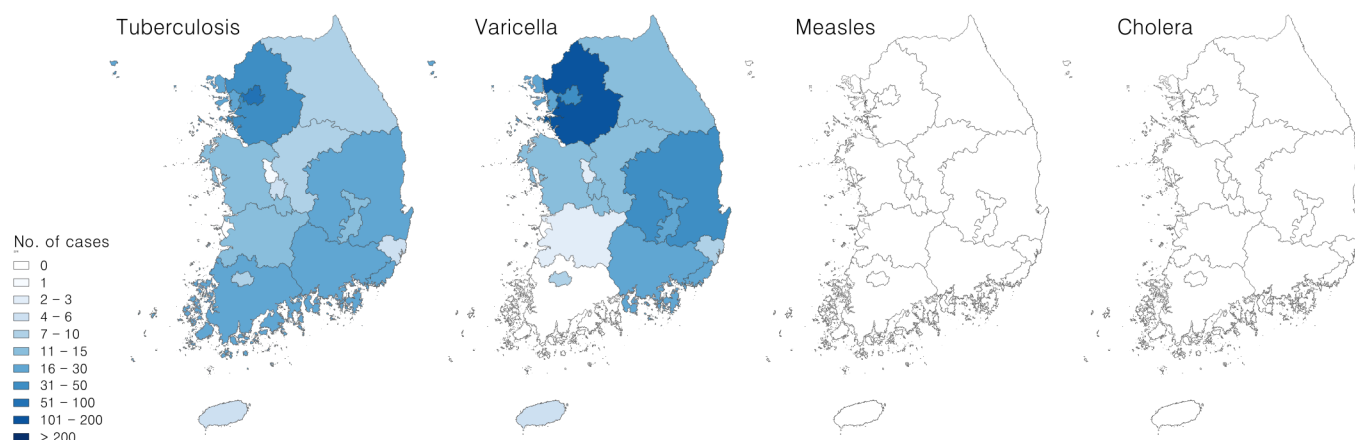 Tuberculosis
Varicella
Measles
Cholera
No. of cases
0
1
2 – 3
4 – 6
7 – 10
11 – 15
16 – 30
31 – 50
51 – 100
101 – 200
> 200